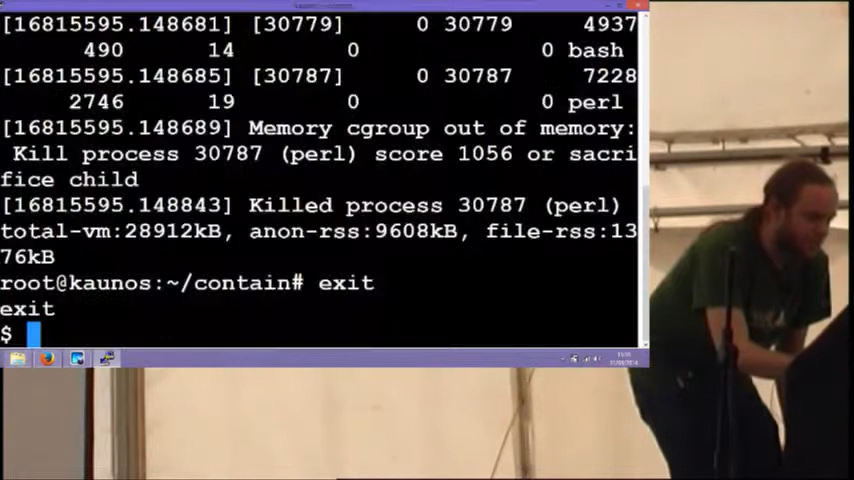 [16815595.148681] [30779]     0 30779     4937
490      14        0             0 bash
[16815595.148685] [30787]     0 30787     7228
2746      19        0             0 perl
[16815595.148689] Memory cgroup out of memory:
Kill process 30787 (perl) score 1056 or sacri
fice child
[16815595.148843] Killed process 30787 (perl)
total-vm:28912kB, anon-rss:9608kB, file-rss:13
76kB
root@kaunos:~/contain# exit
exit
$